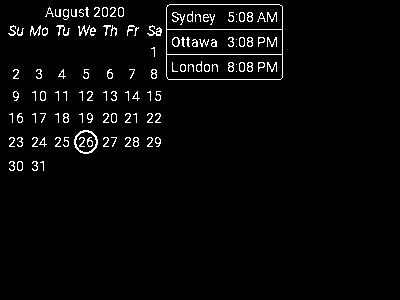 August 2020
Su Mo Tu We Th Fr Sa
1
2 3 4 5 6 7 8
9 10 11 12 13 14 15
16 17 18 19 20 21 22
23 24 25 26 27 28 29
30 31
Sydney 5:08 AM
Ottawa 3:08 PM
London 8:08 PM